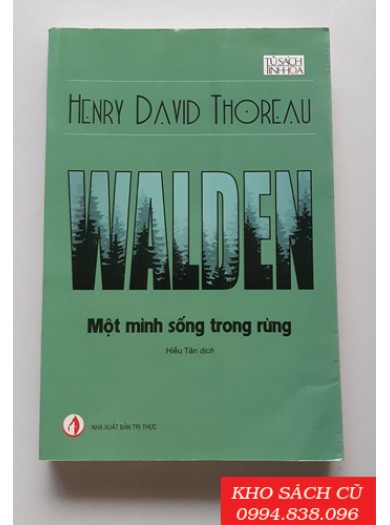 TỦ SÁCH
TINH HOA
HENRY DAVID THOREAU
WALDEN
Một mình sống trong rừng
Hiếu Tân dịch
NHÀ XUẤT BẢN TRI THỨC
KHO SÁCH CŨ
0994.838.096